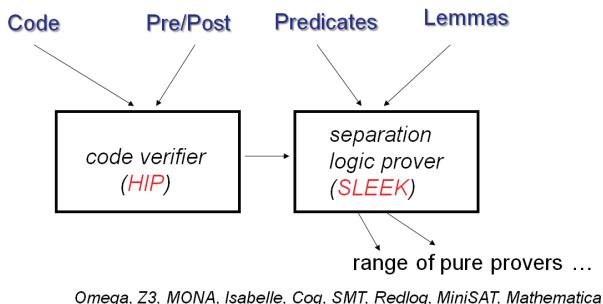 Code Pre/Post Predicates Lemmas
code verifier
(HIP)
separation
logic prover
(SLEEK)
range of pure provers …
Omega, Z3, MONA, Isabelle, Coq, SMT, Redlog, MiniSAT, Mathematica